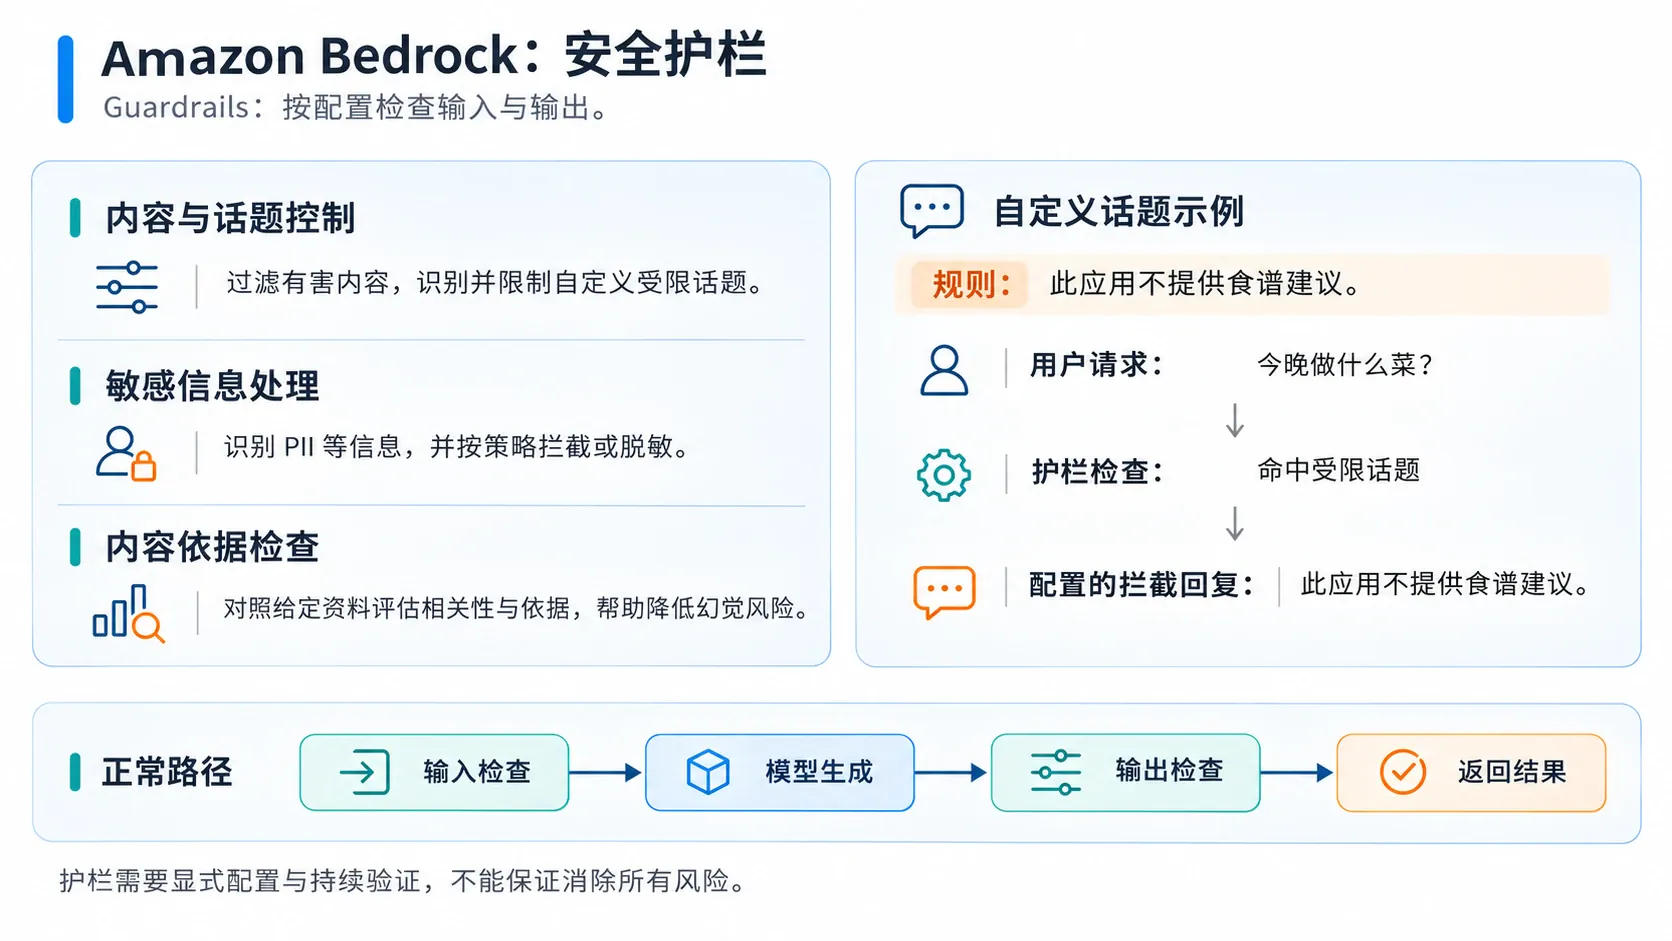 Amazon Bedrock：安全护栏
Guardrails：按配置检查输入与输出。
内容与话题控制
过滤有害内容，识别并限制自定义受限话题。
敏感信息处理
识别 PII 等信息，并按策略拦截或脱敏。
内容依据检查
对照给定资料评估相关性与依据，帮助降低幻觉风险。
自定义话题示例
规则： 此应用不提供食谱建议。
用户请求： 今晚做什么菜？
护栏检查： 命中受限话题
配置的拦截回复： 此应用不提供食谱建议。
正常路径 输入检查 模型生成 输出检查 返回结果
护栏需要显式配置与持续验证，不能保证消除所有风险。